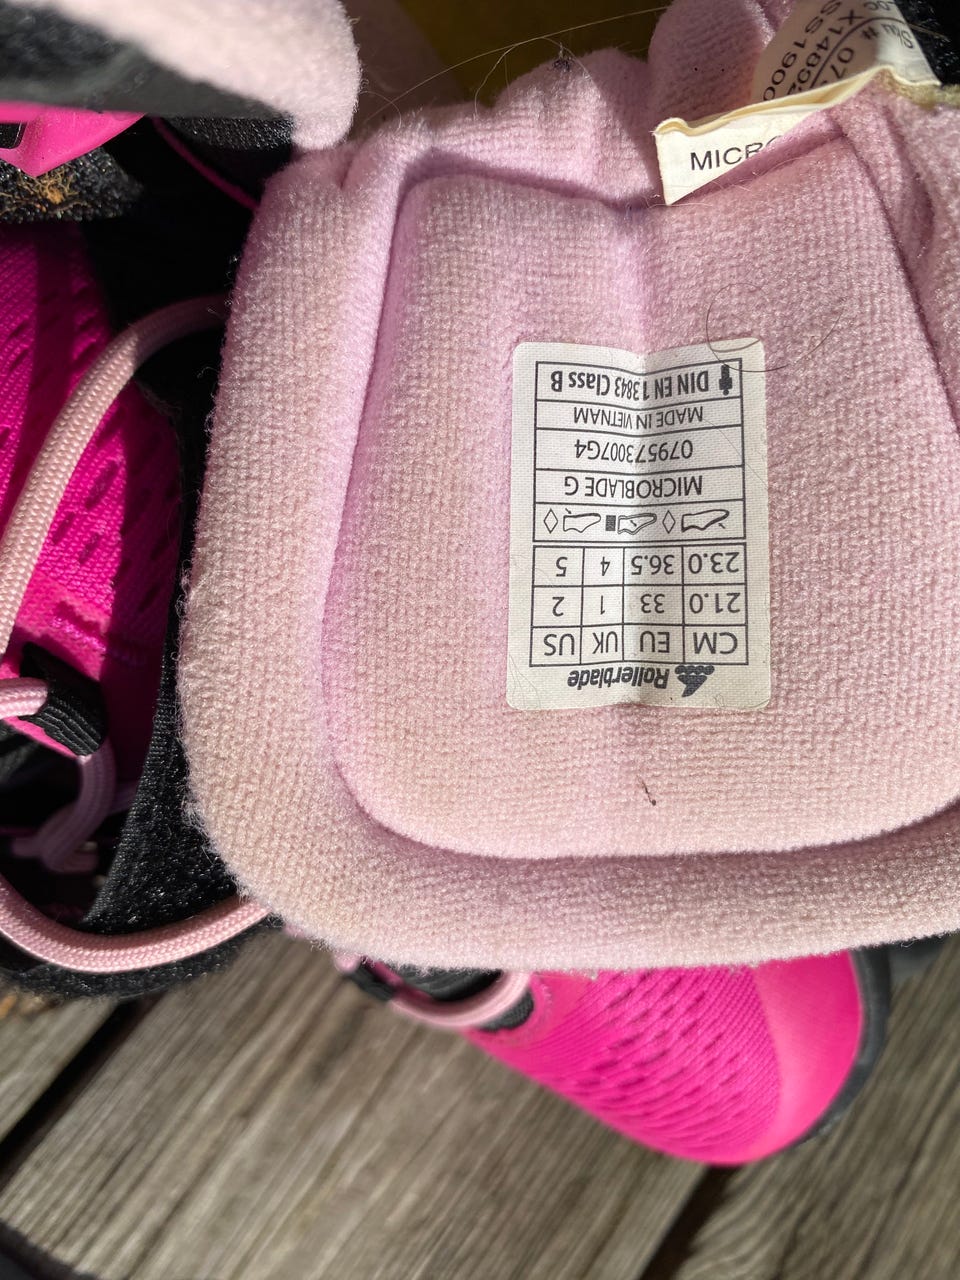 Rollerblade
CM EU UK US
21.0 33 1 2
23.0 36.5 4 5
MICROBLADE G
079573007G4
MADE IN VIETNAM
DIN EN 13843 Class B
MICRO